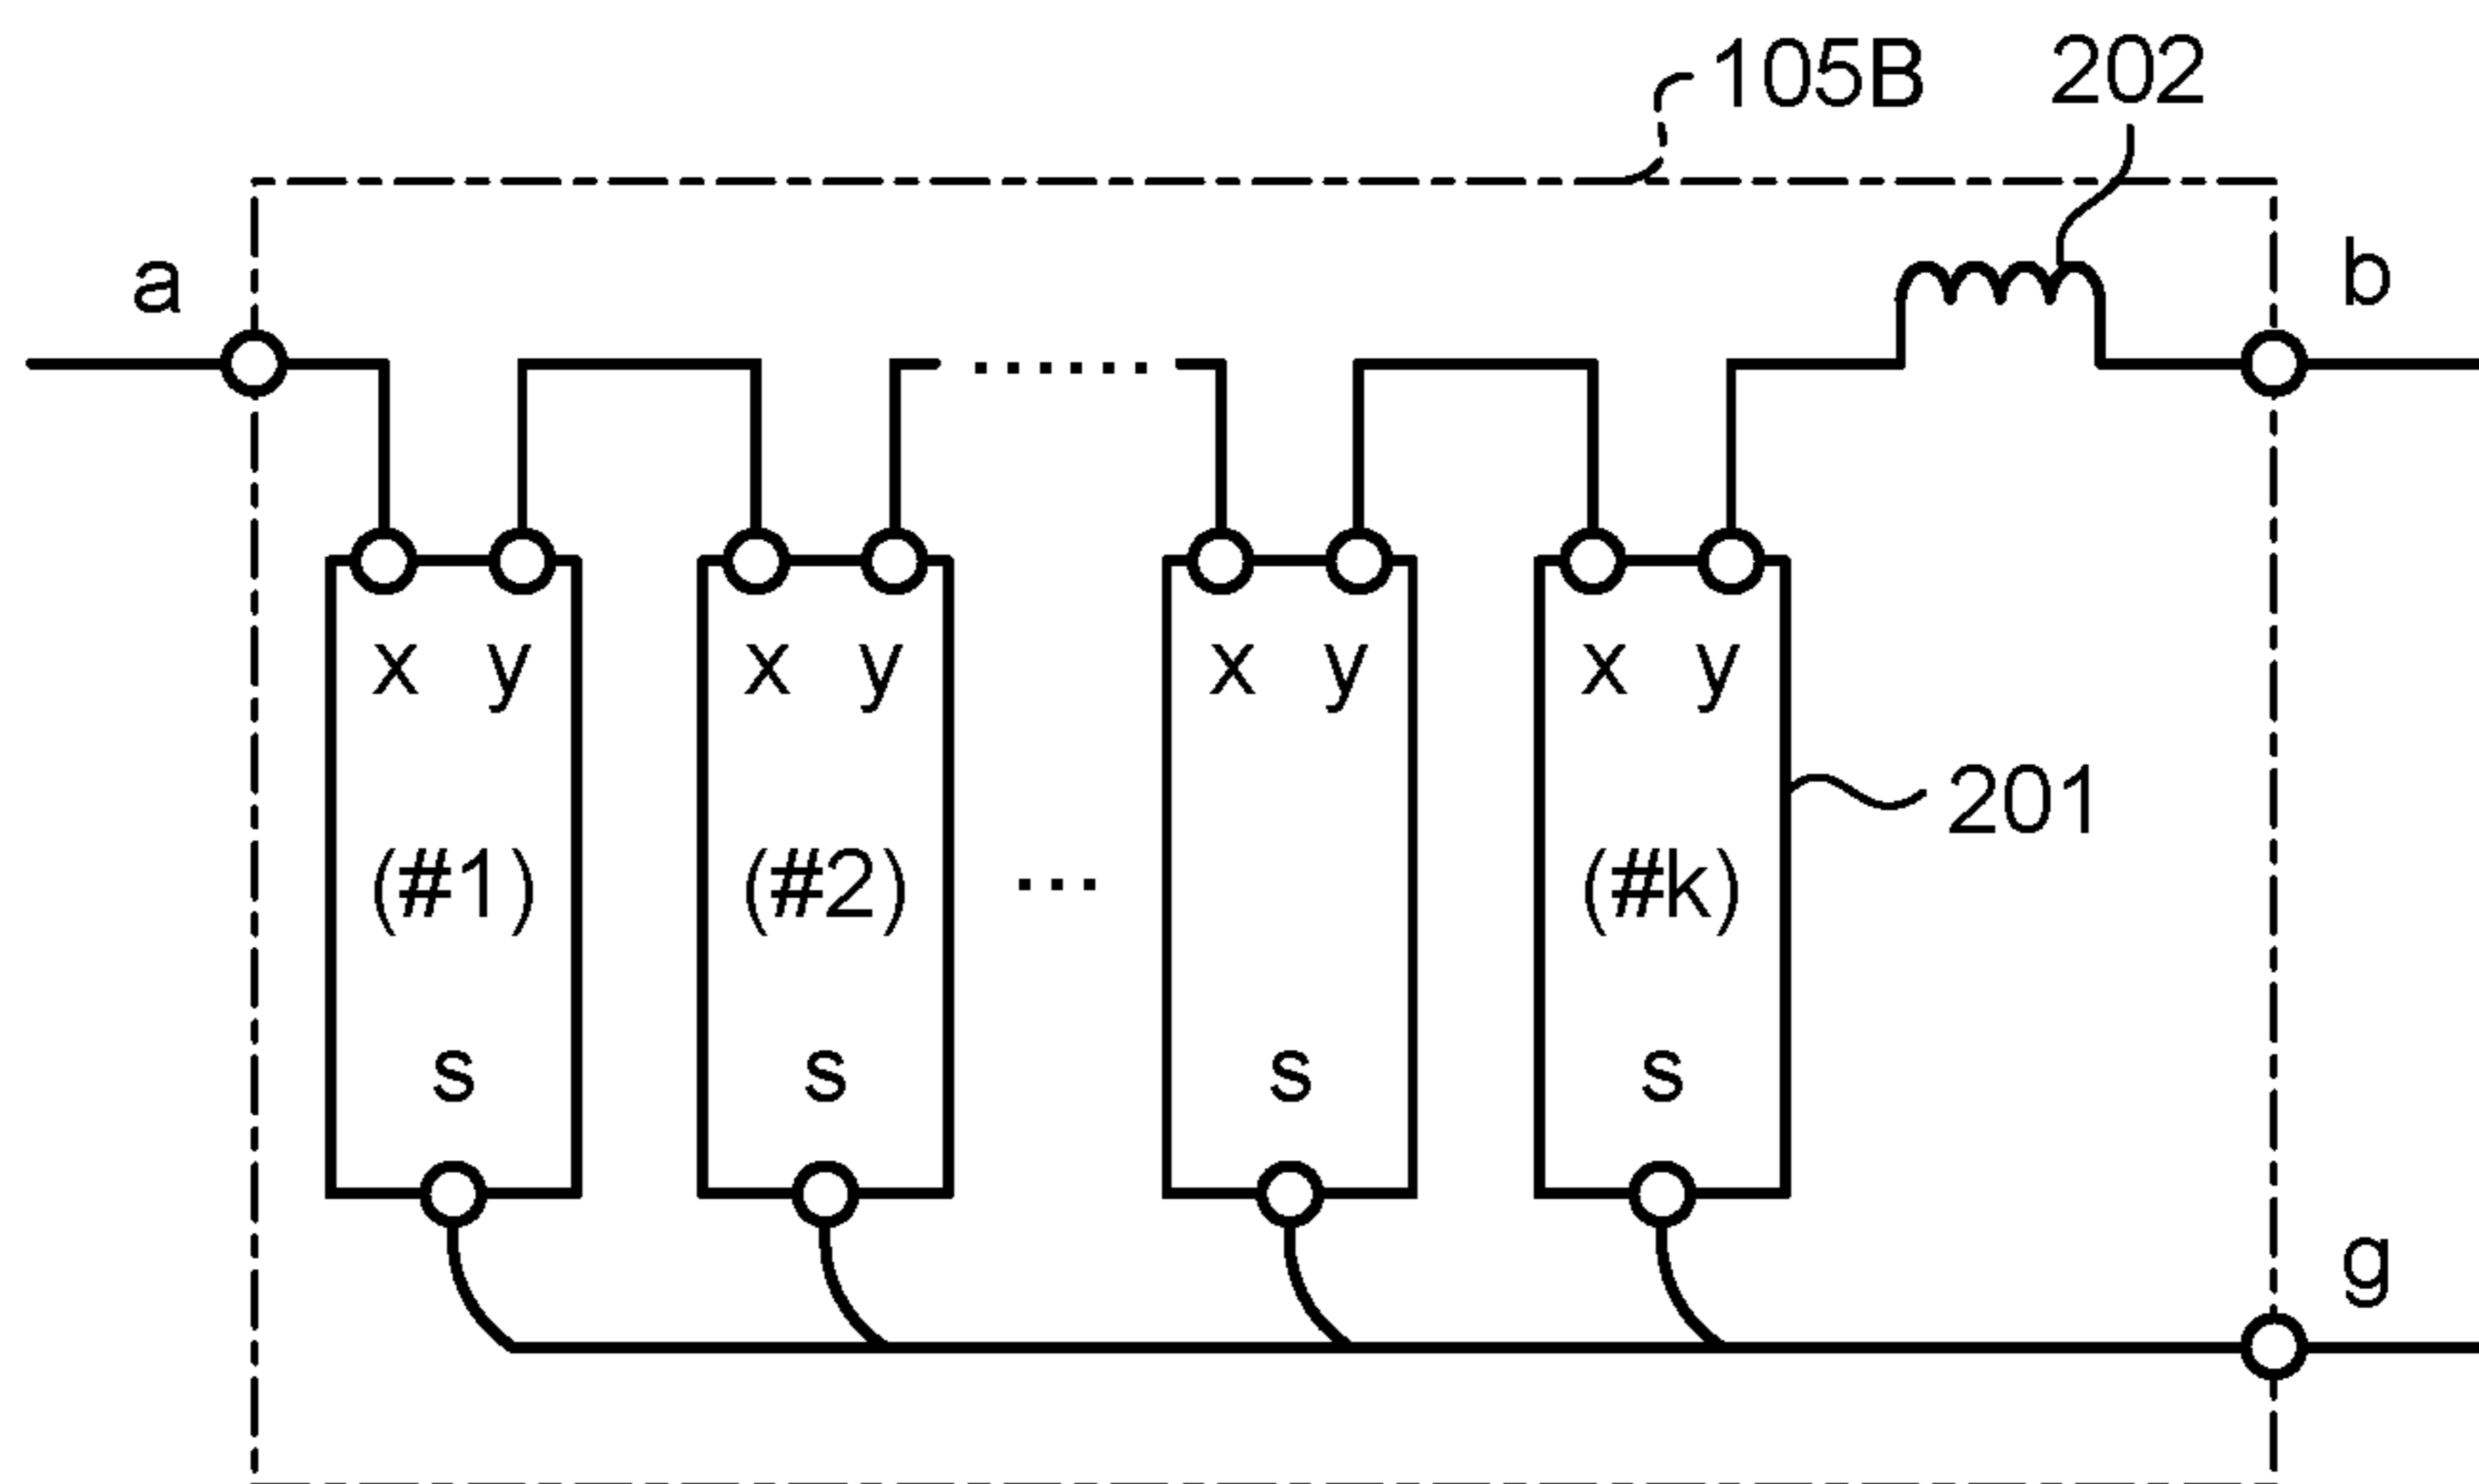 105B 202
a b
...... 
x y x y x y x y
201
(#1) (#2) ... (#k)
s s s s
g